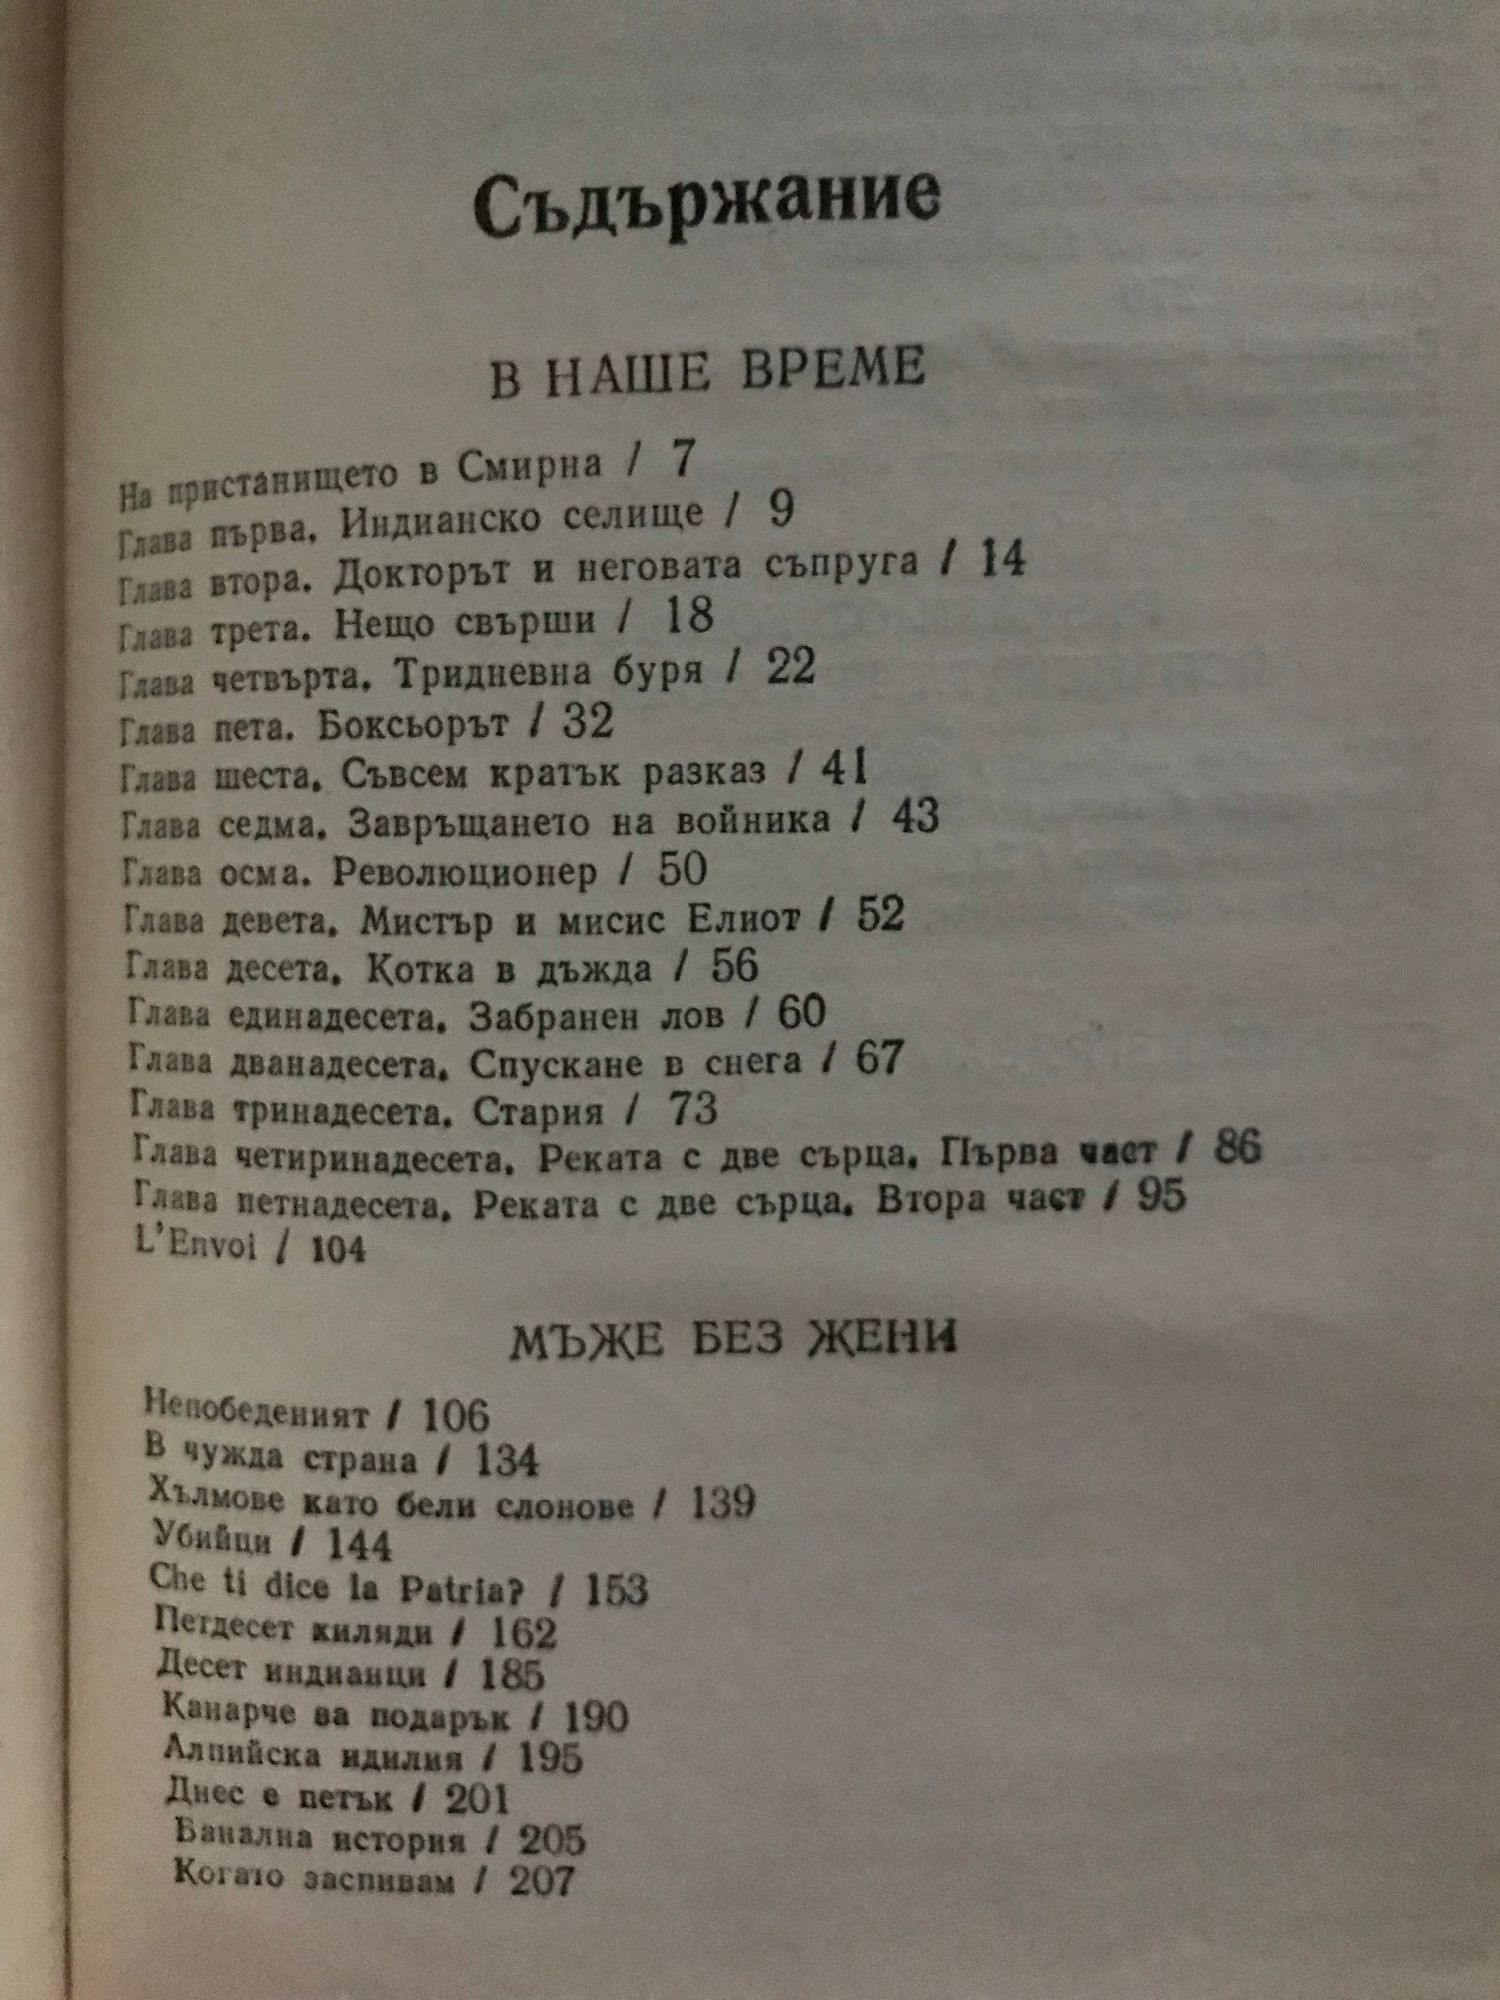 Съдържание
В НАШЕ ВРЕМЕ
На пристанището в Смирна / 7
Глава първа. Индианско селище / 9
Глава втора. Докторът и неговата съпруга / 14
Глава трета. Нещо свърши / 18
Глава четвърта. Тридневна буря / 22
Глава пета. Боксьорът / 32
Глава шеста. Съвсем кратък разказ / 41
Глава седма. Завръщането на войника / 43
Глава осма. Революционер / 50
Глава девета. Мистър и мисис Елиот / 52
Глава десета. Котка в дъжда / 56
Глава единадесета. Забранен лов / 60
Глава дванадесета. Спускане в снега / 67
Глава тринадесета. Стария / 73
Глава четиринадесета. Реката с две сърца. Първа част / 86
Глава петнадесета. Реката с две сърца. Втора част / 95
L'Envoi / 104
МЪЖЕ БЕЗ ЖЕНИ
Непобеденият / 106
В чужда страна / 134
Хълмове като бели слонове / 139
Убийци / 144
Che ti dice la Patria? / 153
Петдесет хиляди / 162
Десет индианци / 185
Канарче за подарък / 190
Алпийска идилия / 195
Днес е петък / 201
Банална история / 205
Когато заспивам / 207